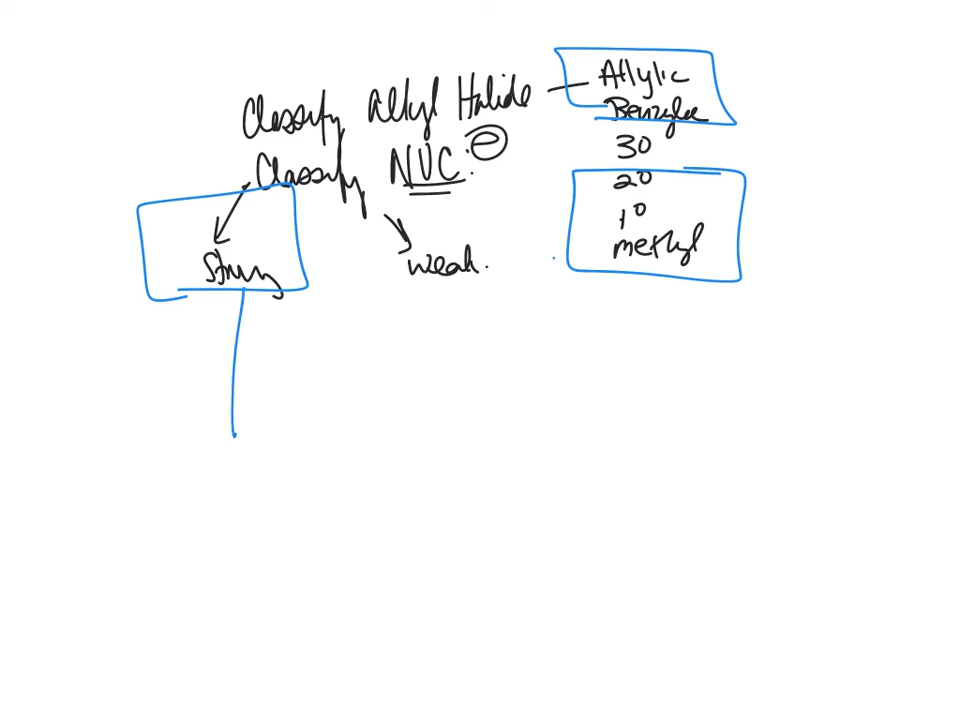 Classify Alkyl Halide — Allylic
Benzylic
3°
Classify NUC: ⊖
2°
1°
methyl
Strong
weak.